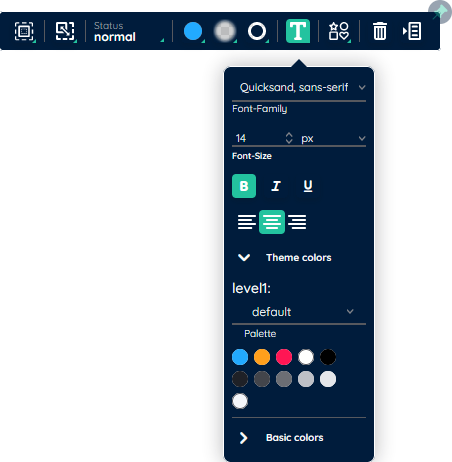 Status
normal
T
Quicksand, sans-serif
Font-Family
14 px
Font-Size
B I U
Theme colors
level1:
default
Palette
Basic colors